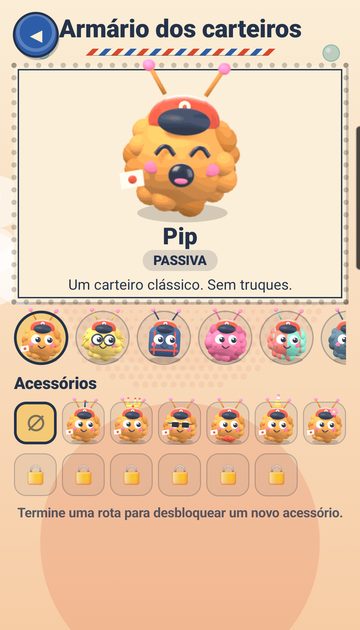 Armário dos carteiros
Pip
PASSIVA
Um carteiro clássico. Sem truques.
Acessórios
Termine uma rota para desbloquear um novo acessório.